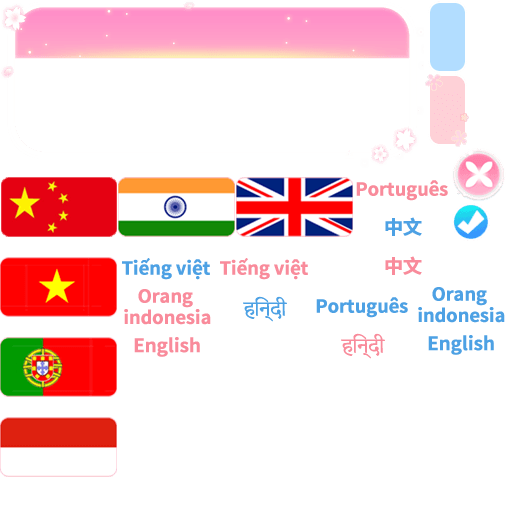 Português
中文
Tiếng việt
Tiếng việt
中文
Orang
indonesia
हिन्दी
Português
Orang
indonesia
English
हिन्दी
English